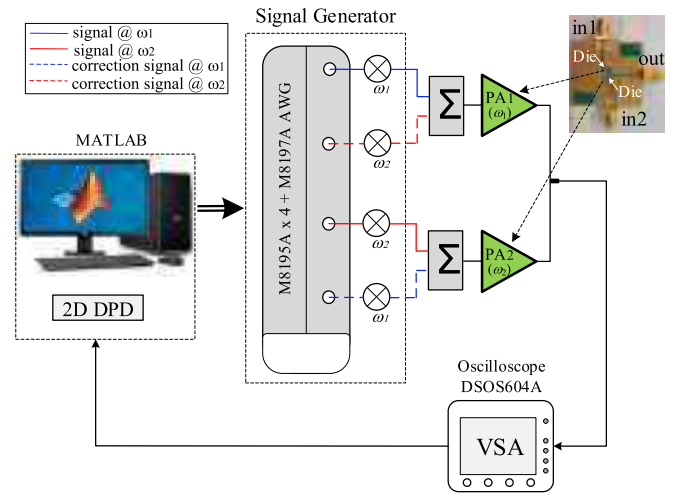 signal @ ω1
signal @ ω2
correction signal @ ω1
correction signal @ ω2
Signal Generator
MATLAB
2D DPD
M8195A x 4 + M8197A AWG
ω1
ω2
ω2
ω1
Σ
Σ
PA1
(ω1)
PA2
(ω2)
in1
Die
out
Die
in2
Oscilloscope
DSOS604A
VSA